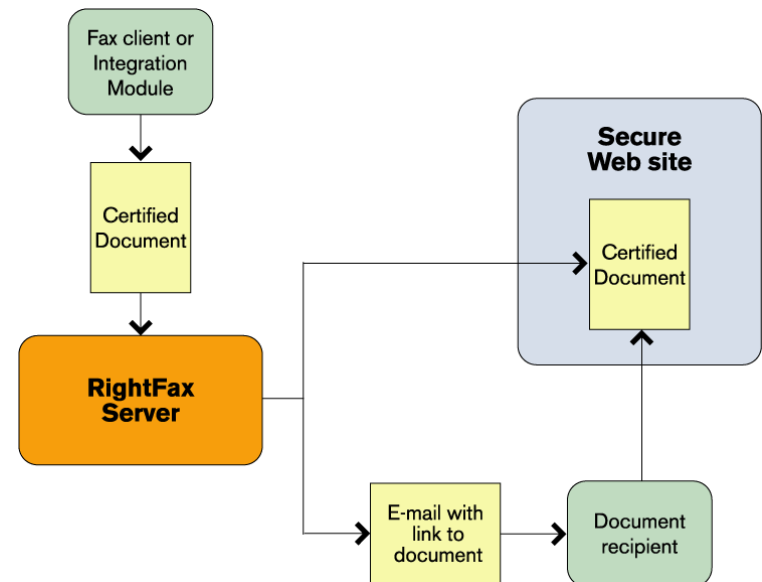 Fax client or
Integration
Module
Certified
Document
RightFax
Server
Secure
Web site
Certified
Document
E-mail with
link to
document
Document
recipient